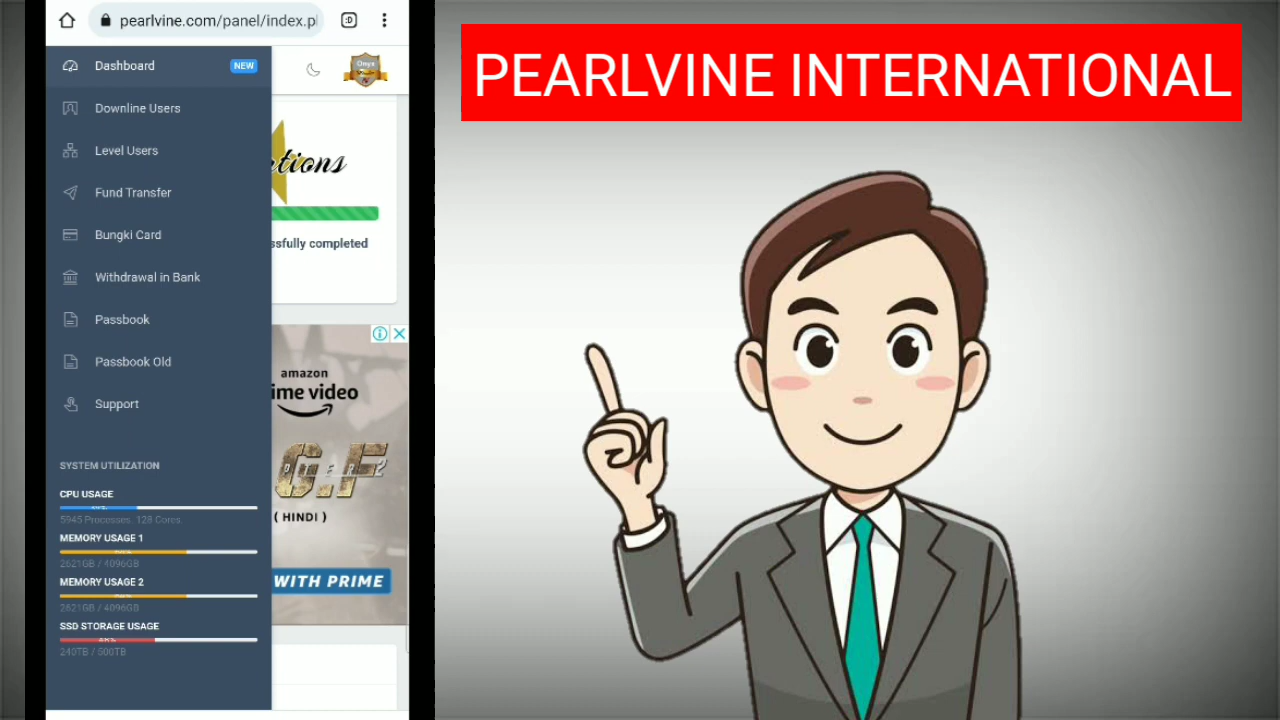 pearlvine.com/panel/index.p
:D
PEARLVINE INTERNATIONAL
Dashboard
NEW
Onyx
Downline Users
Level Users
tions
Fund Transfer
Bungki Card
ssfully completed
Withdrawal in Bank
Passbook
Passbook Old
amazon
ime video
Support
G.F
SYSTEM UTILIZATION
CPU USAGE
5945 Processes. 128 Cores.
( HINDI )
MEMORY USAGE 1
2621GB / 4096GB
MEMORY USAGE 2
WITH PRIME
2621GB / 4096GB
SSD STORAGE USAGE
240TB / 500TB